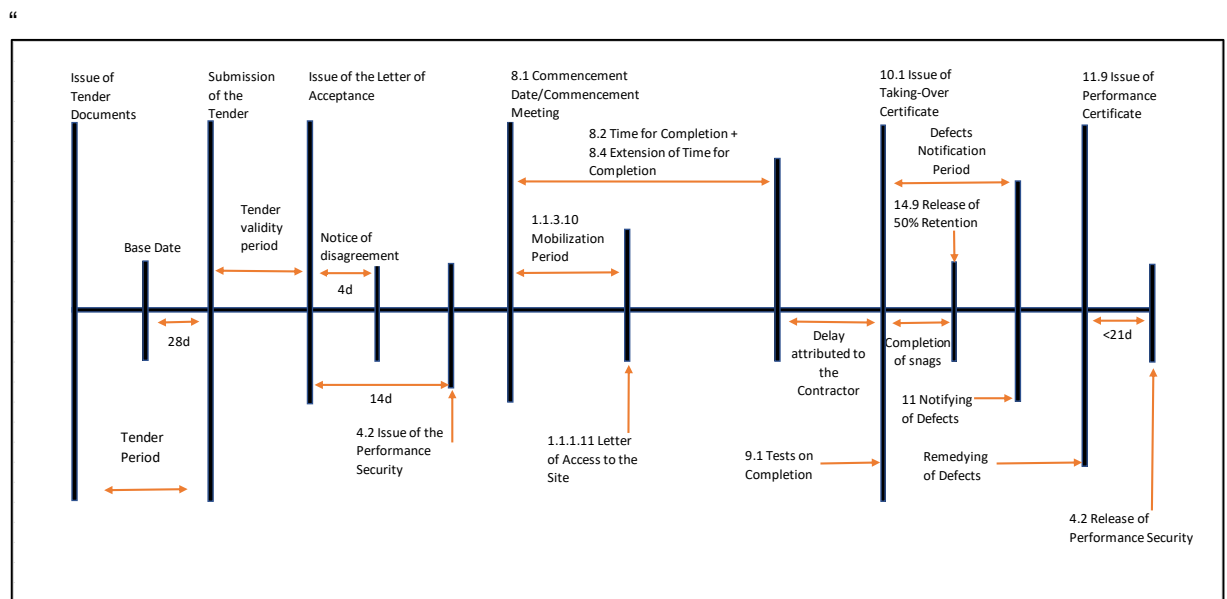 “
Issue of
Tender
Documents
Submission
of the
Tender
Issue of the Letter of
Acceptance
8.1 Commencement
Date/Commencement
Meeting
10.1 Issue of
Taking-Over
Certificate
11.9 Issue of
Performance
Certificate
8.2 Time for Completion +
8.4 Extension of Time for
Completion
Defects
Notification
Period
Tender
validity
period
Notice of
disagreement
4d
1.1.3.10
Mobilization
Period
14.9 Release of
50% Retention
Base Date
28d
14d
Delay
attributed to
the
Contractor
Completion
of snags
<21d
Tender
Period
4.2 Issue of the
Performance
Security
1.1.1.11 Letter
of Access to the
Site
9.1 Tests on
Completion
11 Notifying
of Defects
Remedying
of Defects
4.2 Release of
Performance Security